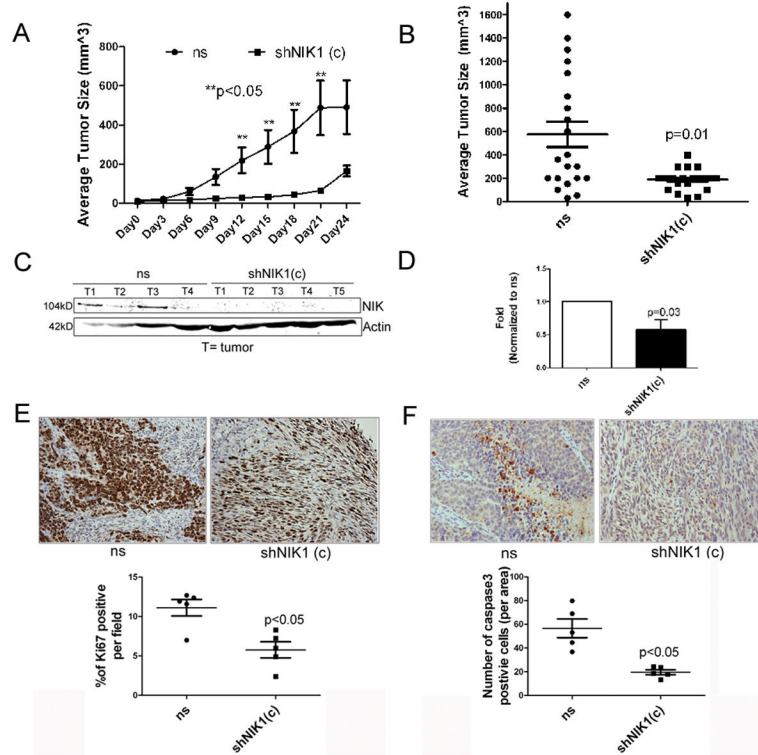 A
ns
shNIK1 (c)
**p<0.05
**
**
**
**
Average Tumor Size (mm^3)
800
600
400
200
0
Day0
Day3
Day6
Day9
Day12
Day15
Day18
Day21
Day24
B
Average Tumor Size (mm^3)
1600
1400
1200
1000
800
600
400
200
0
p=0.01
ns
shNIK1(c)
C
ns
shNIK1(c)
T1 T2 T3 T4 T1 T2 T3 T4 T5
104kD
NIK
42kD
Actin
T= tumor
D
Fold
(Normalized to ns)
1.5
1.0
0.5
0.0
p=0.03
ns
shNIK1(c)
E
ns
shNIK1 (c)
%of Ki67 positive
per field
15
10
5
0
p<0.05
ns
shNIK1(c)
F
ns
shNIK1 (c)
Number of caspase3
postivie cells (per area)
100
80
60
40
20
0
p<0.05
ns
shNIK1(c)